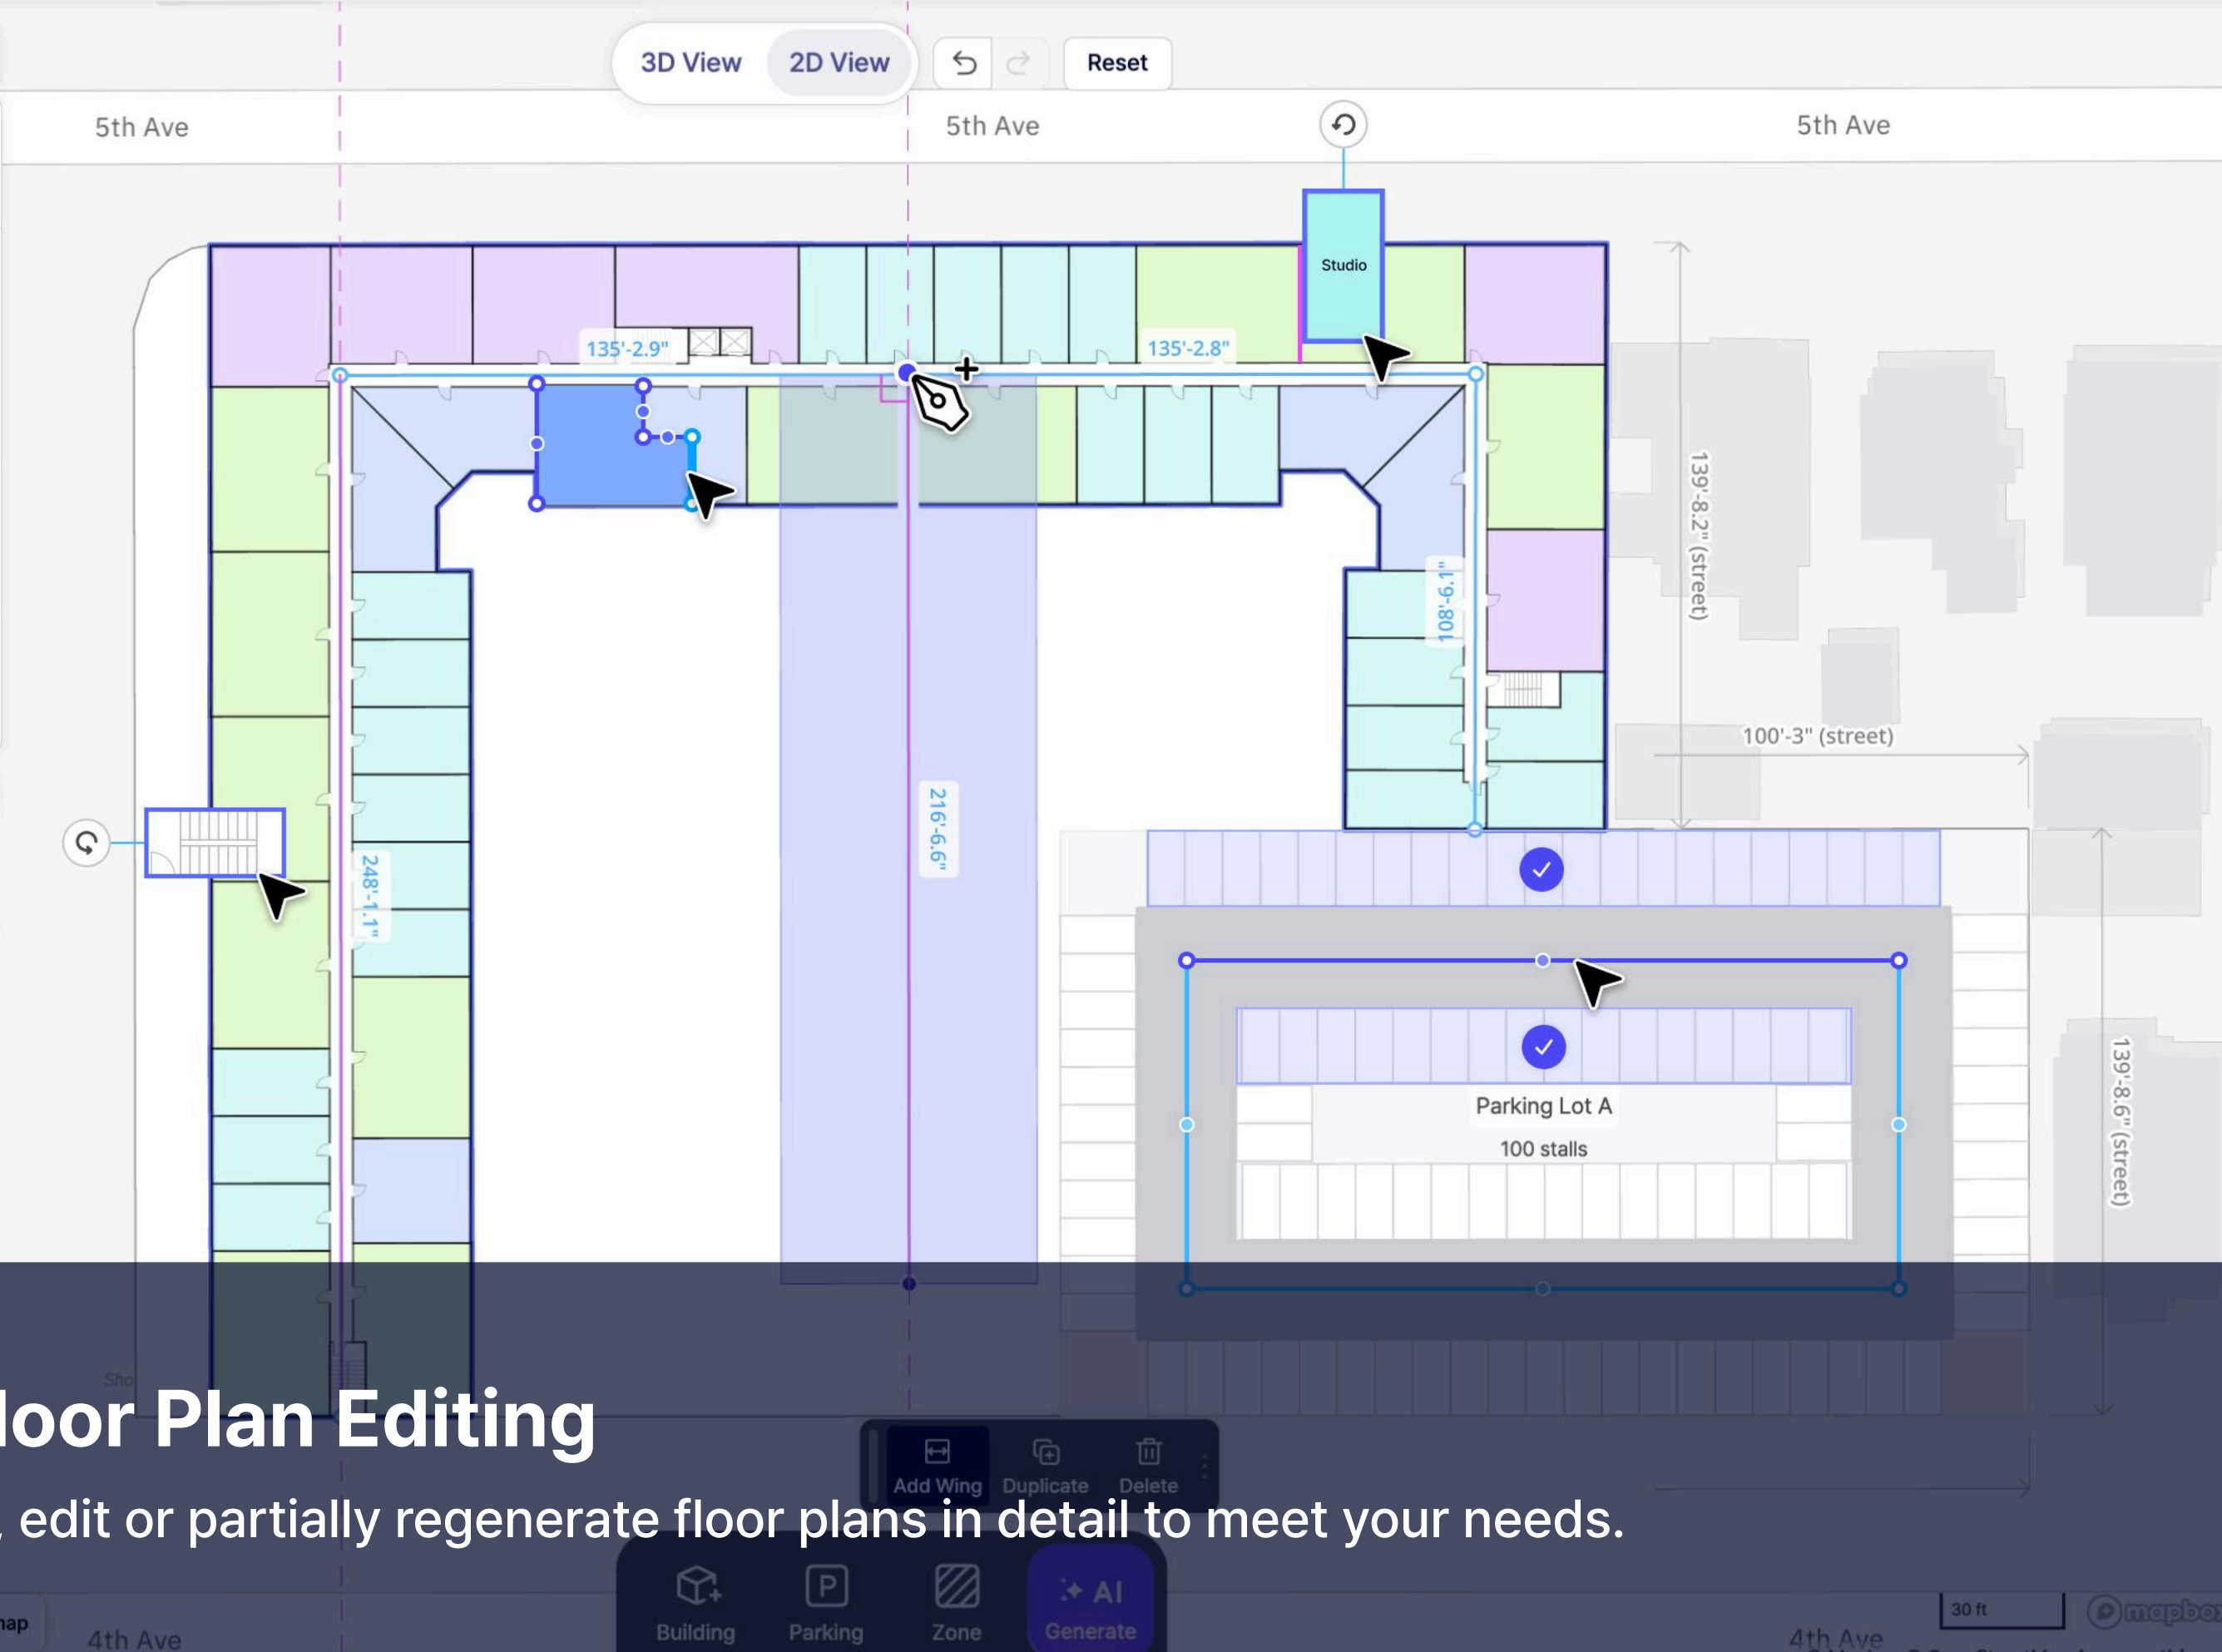 3D View
2D View
Reset
5th Ave
5th Ave
5th Ave
Studio
135'-2.9"
135'-2.8"
139'-8.2" (street)
108'-6.1"
100'-3" (street)
216'-6.6"
248'-1.1"
Parking Lot A
100 stalls
139'-8.6" (street)
Sho
loor Plan Editing
Add Wing
Duplicate
Delete
, edit or partially regenerate floor plans in detail to meet your needs.
P
AI
Building
Parking
Zone
Generate
nap
4th Ave
30 ft
mapbox
4th Ave